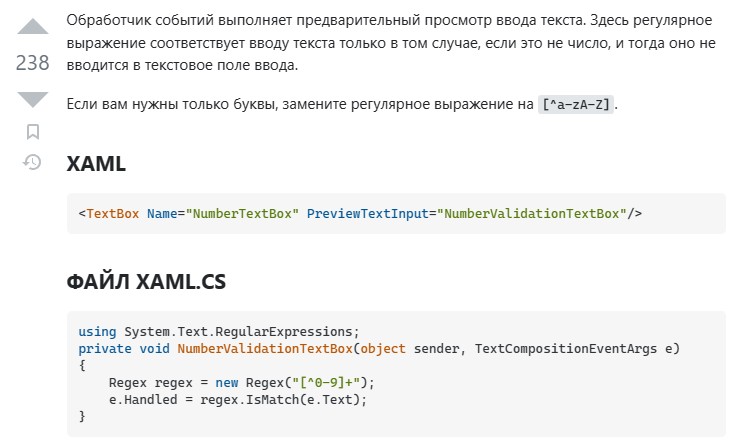 Обработчик событий выполняет предварительный просмотр ввода текста. Здесь регулярное
выражение соответствует вводу текста только в том случае, если это не число, и тогда оно не
вводится в текстовое поле ввода.
238
Если вам нужны только буквы, замените регулярное выражение на [^a-zA-Z].
XAML
<TextBox Name="NumberTextBox" PreviewTextInput="NumberValidationTextBox"/>
ФАЙЛ XAML.CS
using System.Text.RegularExpressions;
private void NumberValidationTextBox(object sender, TextCompositionEventArgs e)
{
    Regex regex = new Regex("[^0-9]+");
    e.Handled = regex.IsMatch(e.Text);
}